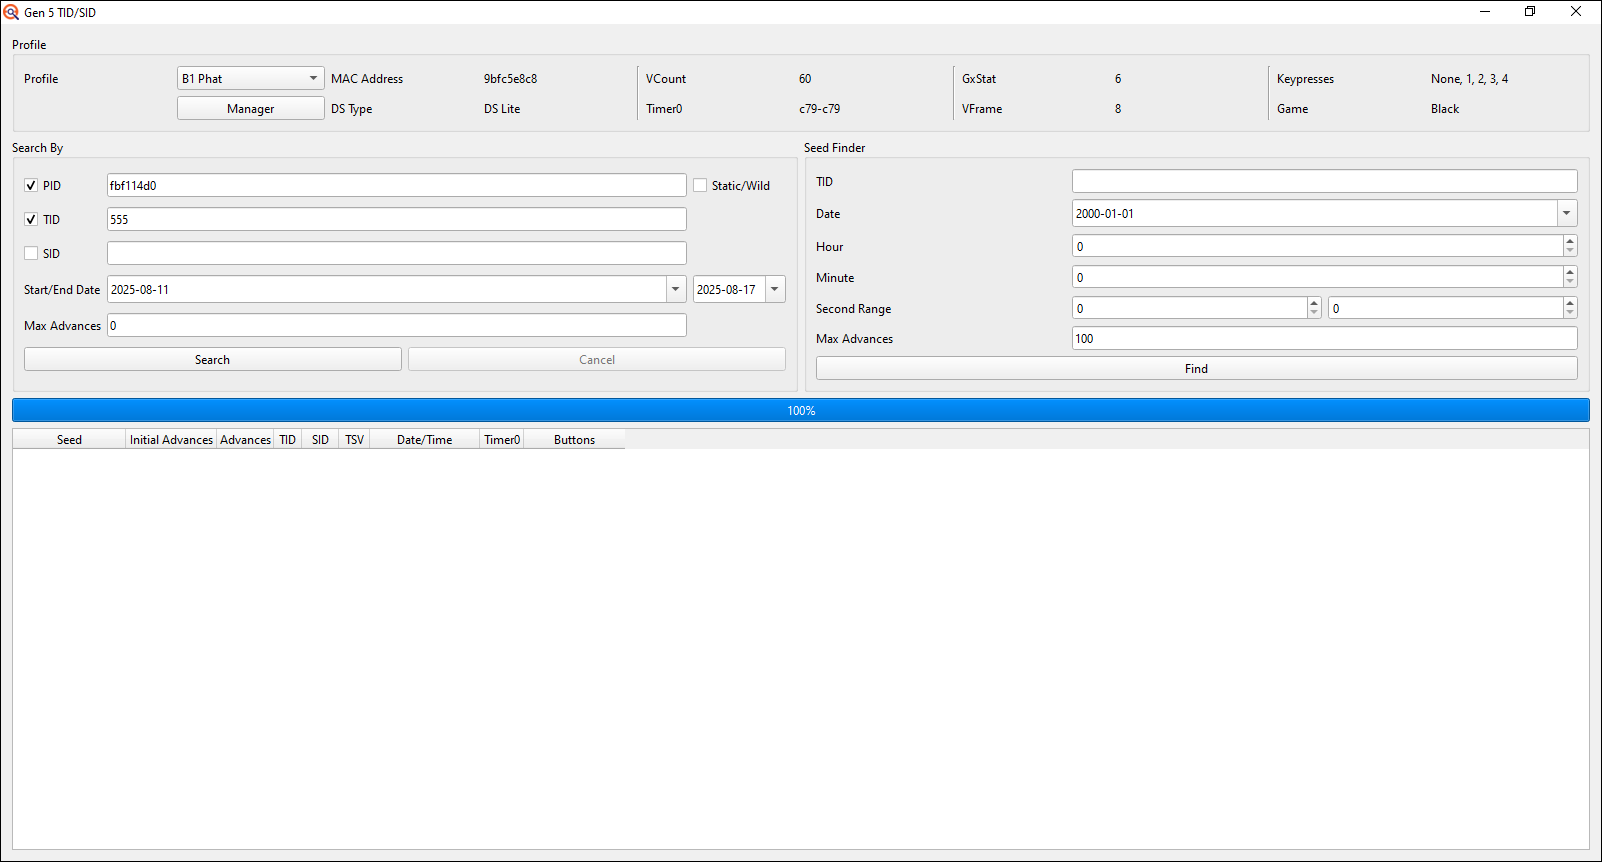 Gen 5 TID/SID
Profile
Profile B1 Phat MAC Address 9bfc5e8c8 VCount 60 GxStat 6 Keypresses None, 1, 2, 3, 4
Manager DS Type DS Lite Timer0 c79-c79 VFrame 8 Game Black
Search By
PID fbf114d0 Static/Wild
TID 555
SID
Start/End Date 2025-08-11 2025-08-17
Max Advances 0
Search Cancel
Seed Finder
TID
Date 2000-01-01
Hour 0
Minute 0
Second Range 0 0
Max Advances 100
Find
100%
Seed Initial Advances Advances TID SID TSV Date/Time Timer0 Buttons